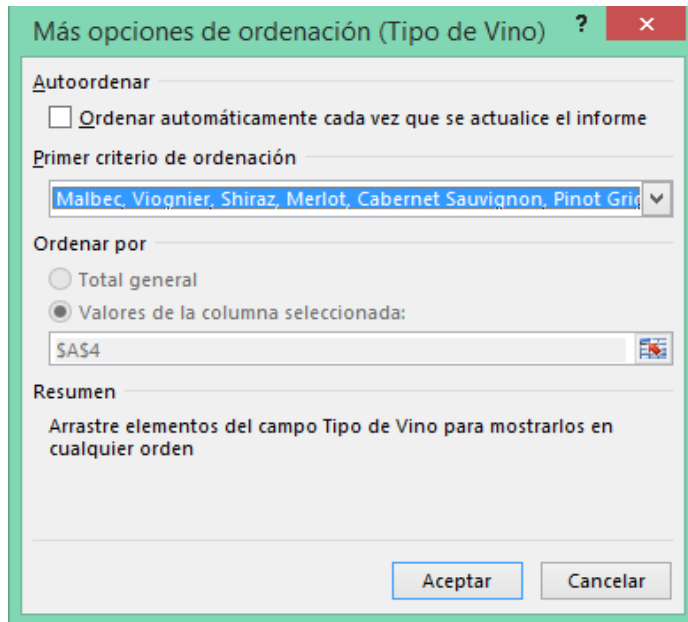 Más opciones de ordenación (Tipo de Vino) ? ×
Autoordenar
Ordenar automáticamente cada vez que se actualice el informe
Primer criterio de ordenación
Malbec, Viognier, Shiraz, Merlot, Cabernet Sauvignon, Pinot Grig
Ordenar por
Total general
Valores de la columna seleccionada:
$A$4
Resumen
Arrastre elementos del campo Tipo de Vino para mostrarlos en
cualquier orden
Aceptar Cancelar